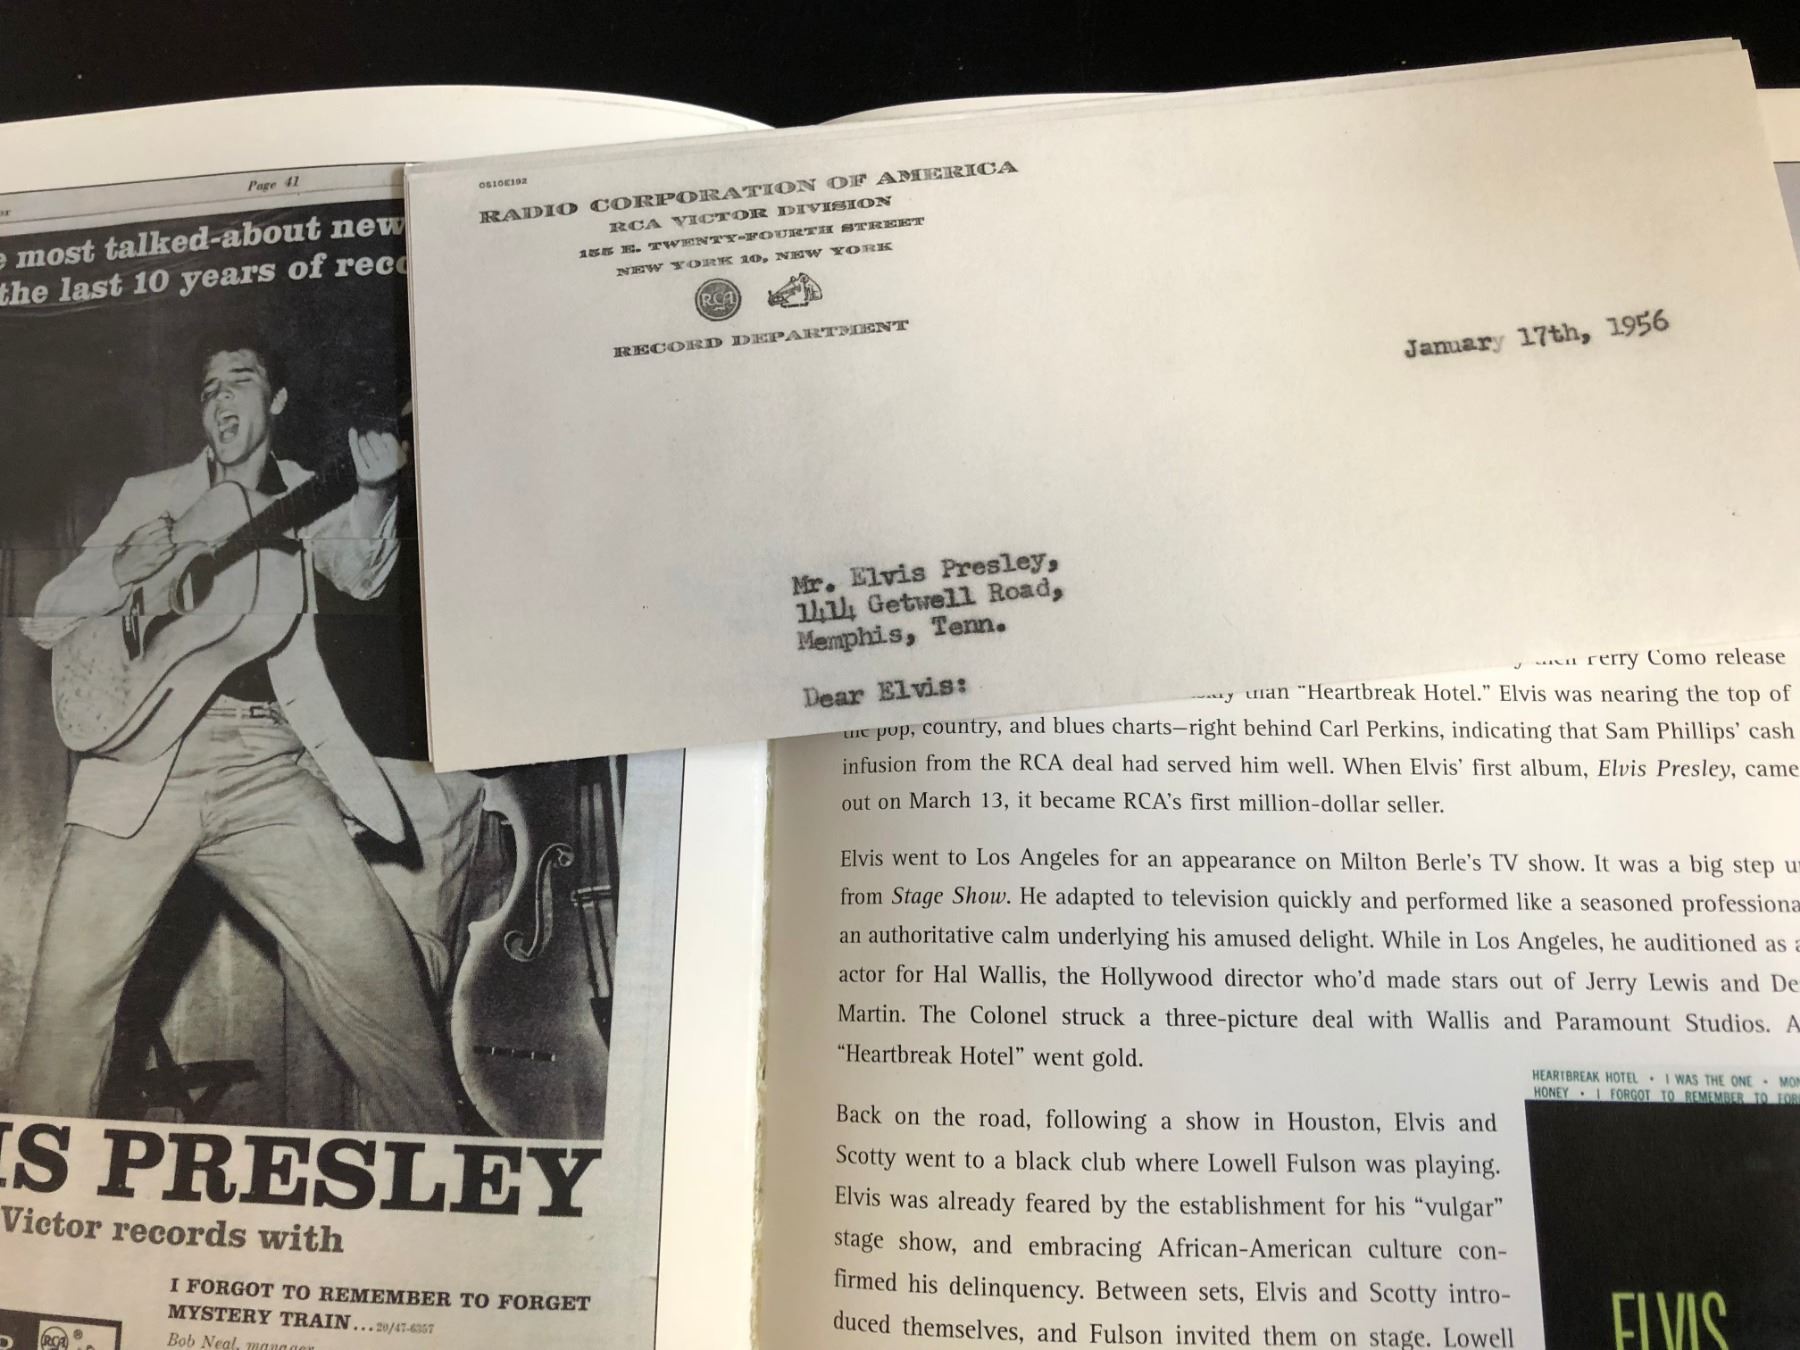 Page 41
most talked-about new
the last 10 years of reco
IS PRESLEY
Victor records with
I FORGOT TO REMEMBER TO FORGET
MYSTERY TRAIN...20/47-6357
Bob Neal, manager
RCA ®
0510E192
RADIO CORPORATION OF AMERICA
RCA VICTOR DIVISION
155 E. TWENTY-FOURTH STREET
NEW YORK 10, NEW YORK
RCA
RECORD DEPARTMENT
January 17th, 1956
Mr. Elvis Presley,
1414 Getwell Road,
Memphis, Tenn.
Dear Elvis:
Perry Como release
than "Heartbreak Hotel." Elvis was nearing the top of
the pop, country, and blues charts—right behind Carl Perkins, indicating that Sam Phillips' cash
infusion from the RCA deal had served him well. When Elvis' first album, Elvis Presley, came
out on March 13, it became RCA's first million-dollar seller.
Elvis went to Los Angeles for an appearance on Milton Berle's TV show. It was a big step u
from Stage Show. He adapted to television quickly and performed like a seasoned professiona
an authoritative calm underlying his amused delight. While in Los Angeles, he auditioned as a
actor for Hal Wallis, the Hollywood director who'd made stars out of Jerry Lewis and De
Martin. The Colonel struck a three-picture deal with Wallis and Paramount Studios. A
"Heartbreak Hotel" went gold.
Back on the road, following a show in Houston, Elvis and
Scotty went to a black club where Lowell Fulson was playing.
Elvis was already feared by the establishment for his "vulgar"
stage show, and embracing African-American culture con-
firmed his delinquency. Between sets, Elvis and Scotty intro-
duced themselves, and Fulson invited them on stage. Lowell
HEARTBREAK HOTEL • I WAS THE ONE • MON
HONEY • I FORGOT TO REMEMBER TO FOR
ELVIS